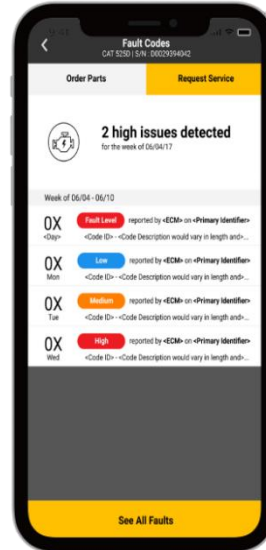 9:41
Fault Codes
CAT 525D | S/N : D0029394042
Order Parts
Request Service
2 high issues detected
for the week of 06/04/17
Week of 06/04 - 06/10
0X
Fault Level reported by <ECM> on <Primary Identifier>
<Day>
<Code ID> - <Code Description would vary in length and>...
0X
Low reported by <ECM> on <Primary Identifier>
Mon
<Code ID> - <Code Description would vary in length and>...
0X
Medium reported by <ECM> on <Primary Identifier>
Tue
<Code ID> - <Code Description would vary in length and>...
0X
High reported by <ECM> on <Primary Identifier>
Wed
<Code ID> - <Code Description would vary in length and>...
See All Faults